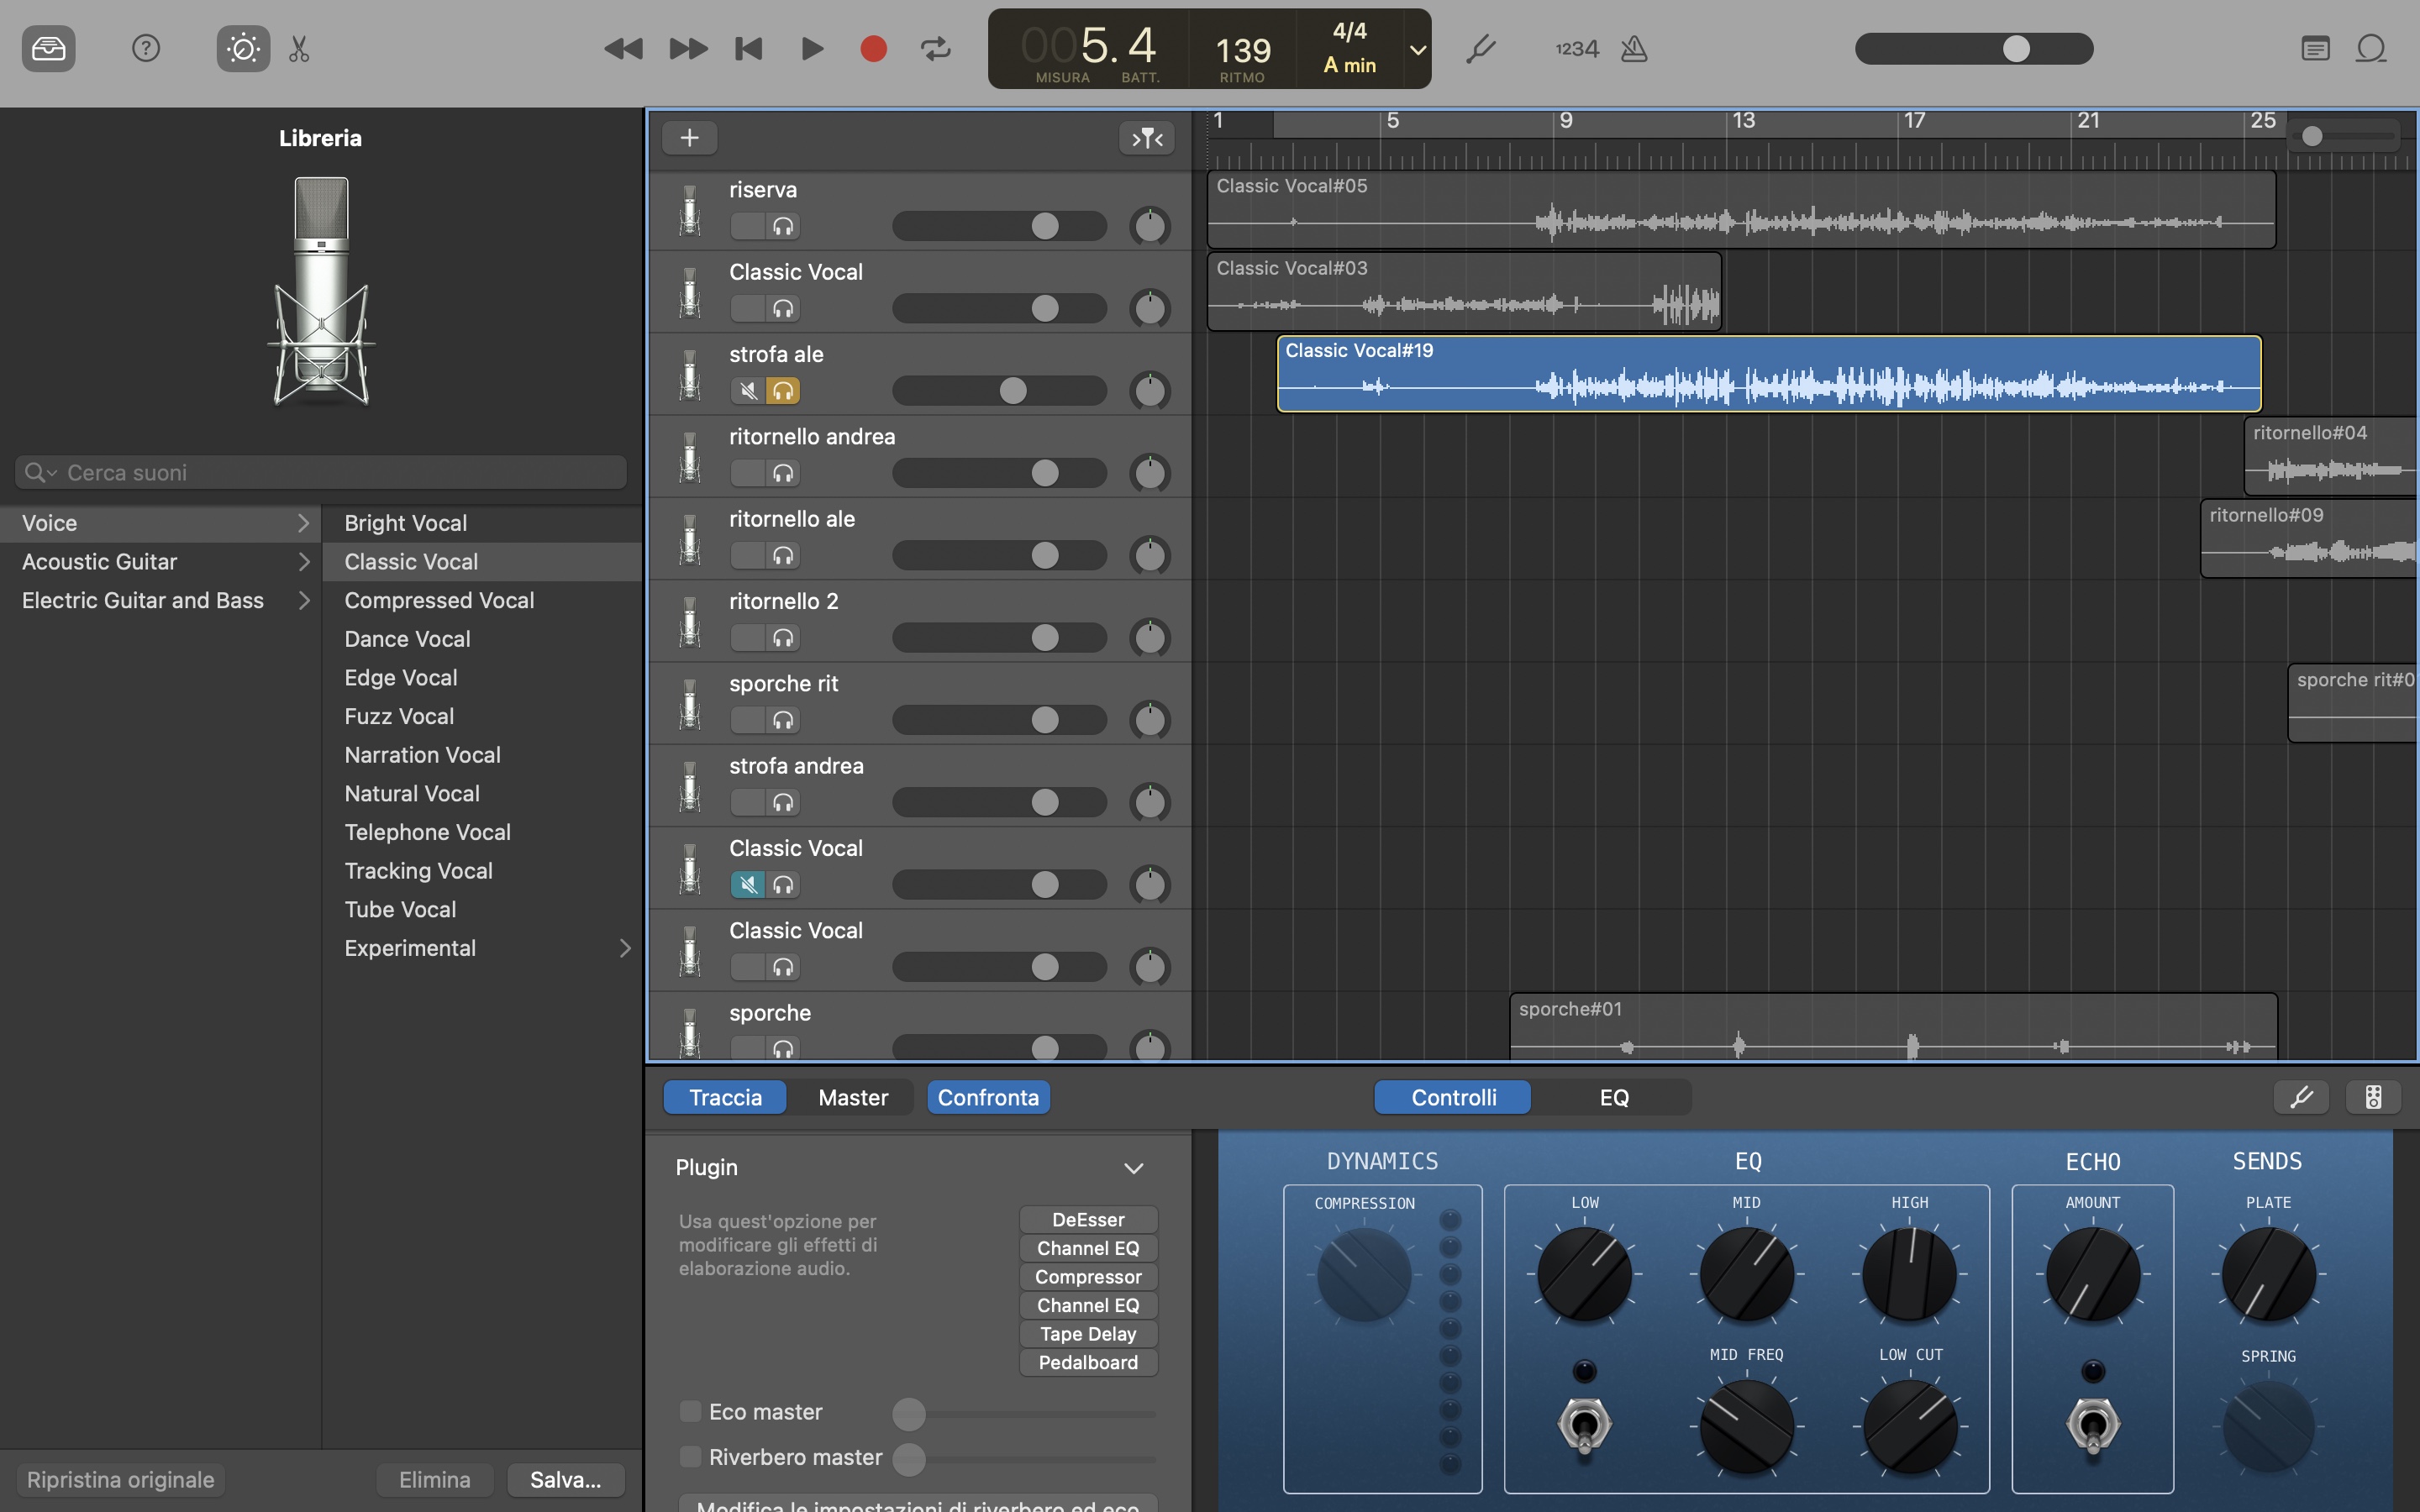 005. 4
139
4/4
A min
MISURA BATT.
RITMO
1234
Libreria
Cerca suoni
Voice
Acoustic Guitar
Electric Guitar and Bass
Bright Vocal
Classic Vocal
Compressed Vocal
Dance Vocal
Edge Vocal
Fuzz Vocal
Narration Vocal
Natural Vocal
Telephone Vocal
Tracking Vocal
Tube Vocal
Experimental
Ripristina originale
Elimina
Salva...
1 5 9 13 17 21 25
riserva
Classic Vocal#05
Classic Vocal
Classic Vocal#03
strofa ale
Classic Vocal#19
ritornello andrea
ritornello#04
ritornello ale
ritornello#09
ritornello 2
sporche rit
sporche rit#0
strofa andrea
Classic Vocal
Classic Vocal
sporche
sporche#01
Traccia
Master
Confronta
Controlli
EQ
Plugin
Usa quest'opzione per
modificare gli effetti di
elaborazione audio.
DeEsser
Channel EQ
Compressor
Channel EQ
Tape Delay
Pedalboard
Eco master
Riverbero master
Modifica le impostazioni di riverbero ed eco
DYNAMICS
COMPRESSION
EQ
LOW
MID
HIGH
MID FREQ
LOW CUT
ECHO
AMOUNT
SENDS
PLATE
SPRING